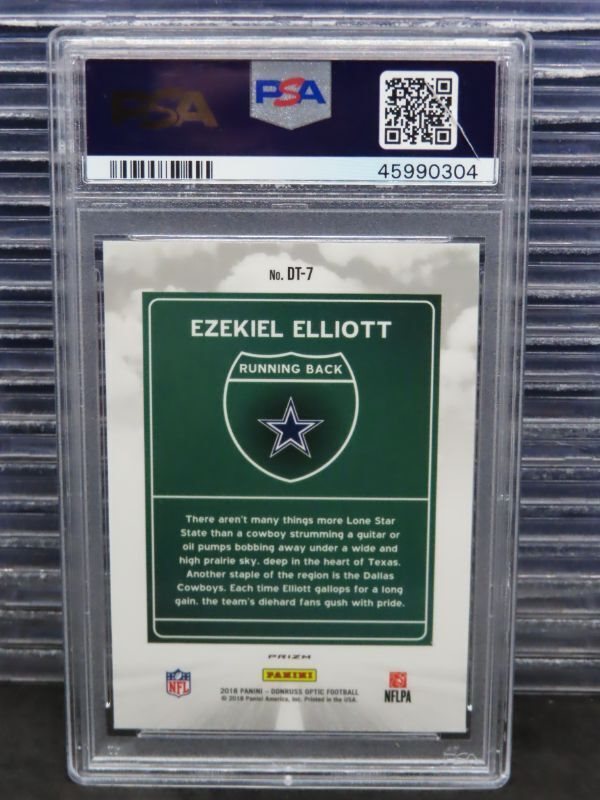 PSA
PSA
45990304
No. DT-7
EZEKIEL ELLIOTT
RUNNING BACK
There aren't many things more Lone Star
State than a cowboy strumming a guitar or
oil pumps bobbing away under a wide and
high prairie sky, deep in the heart of Texas.
Another staple of the region is the Dallas
Cowboys. Each time Elliott gallops for a long
gain, the team's diehard fans gush with pride.
PRIZM
PANINI
NFL
NFLPA
2018 PANINI – DONRUSS OPTIC FOOTBALL
© 2018 Panini America, Inc. Printed in the USA.